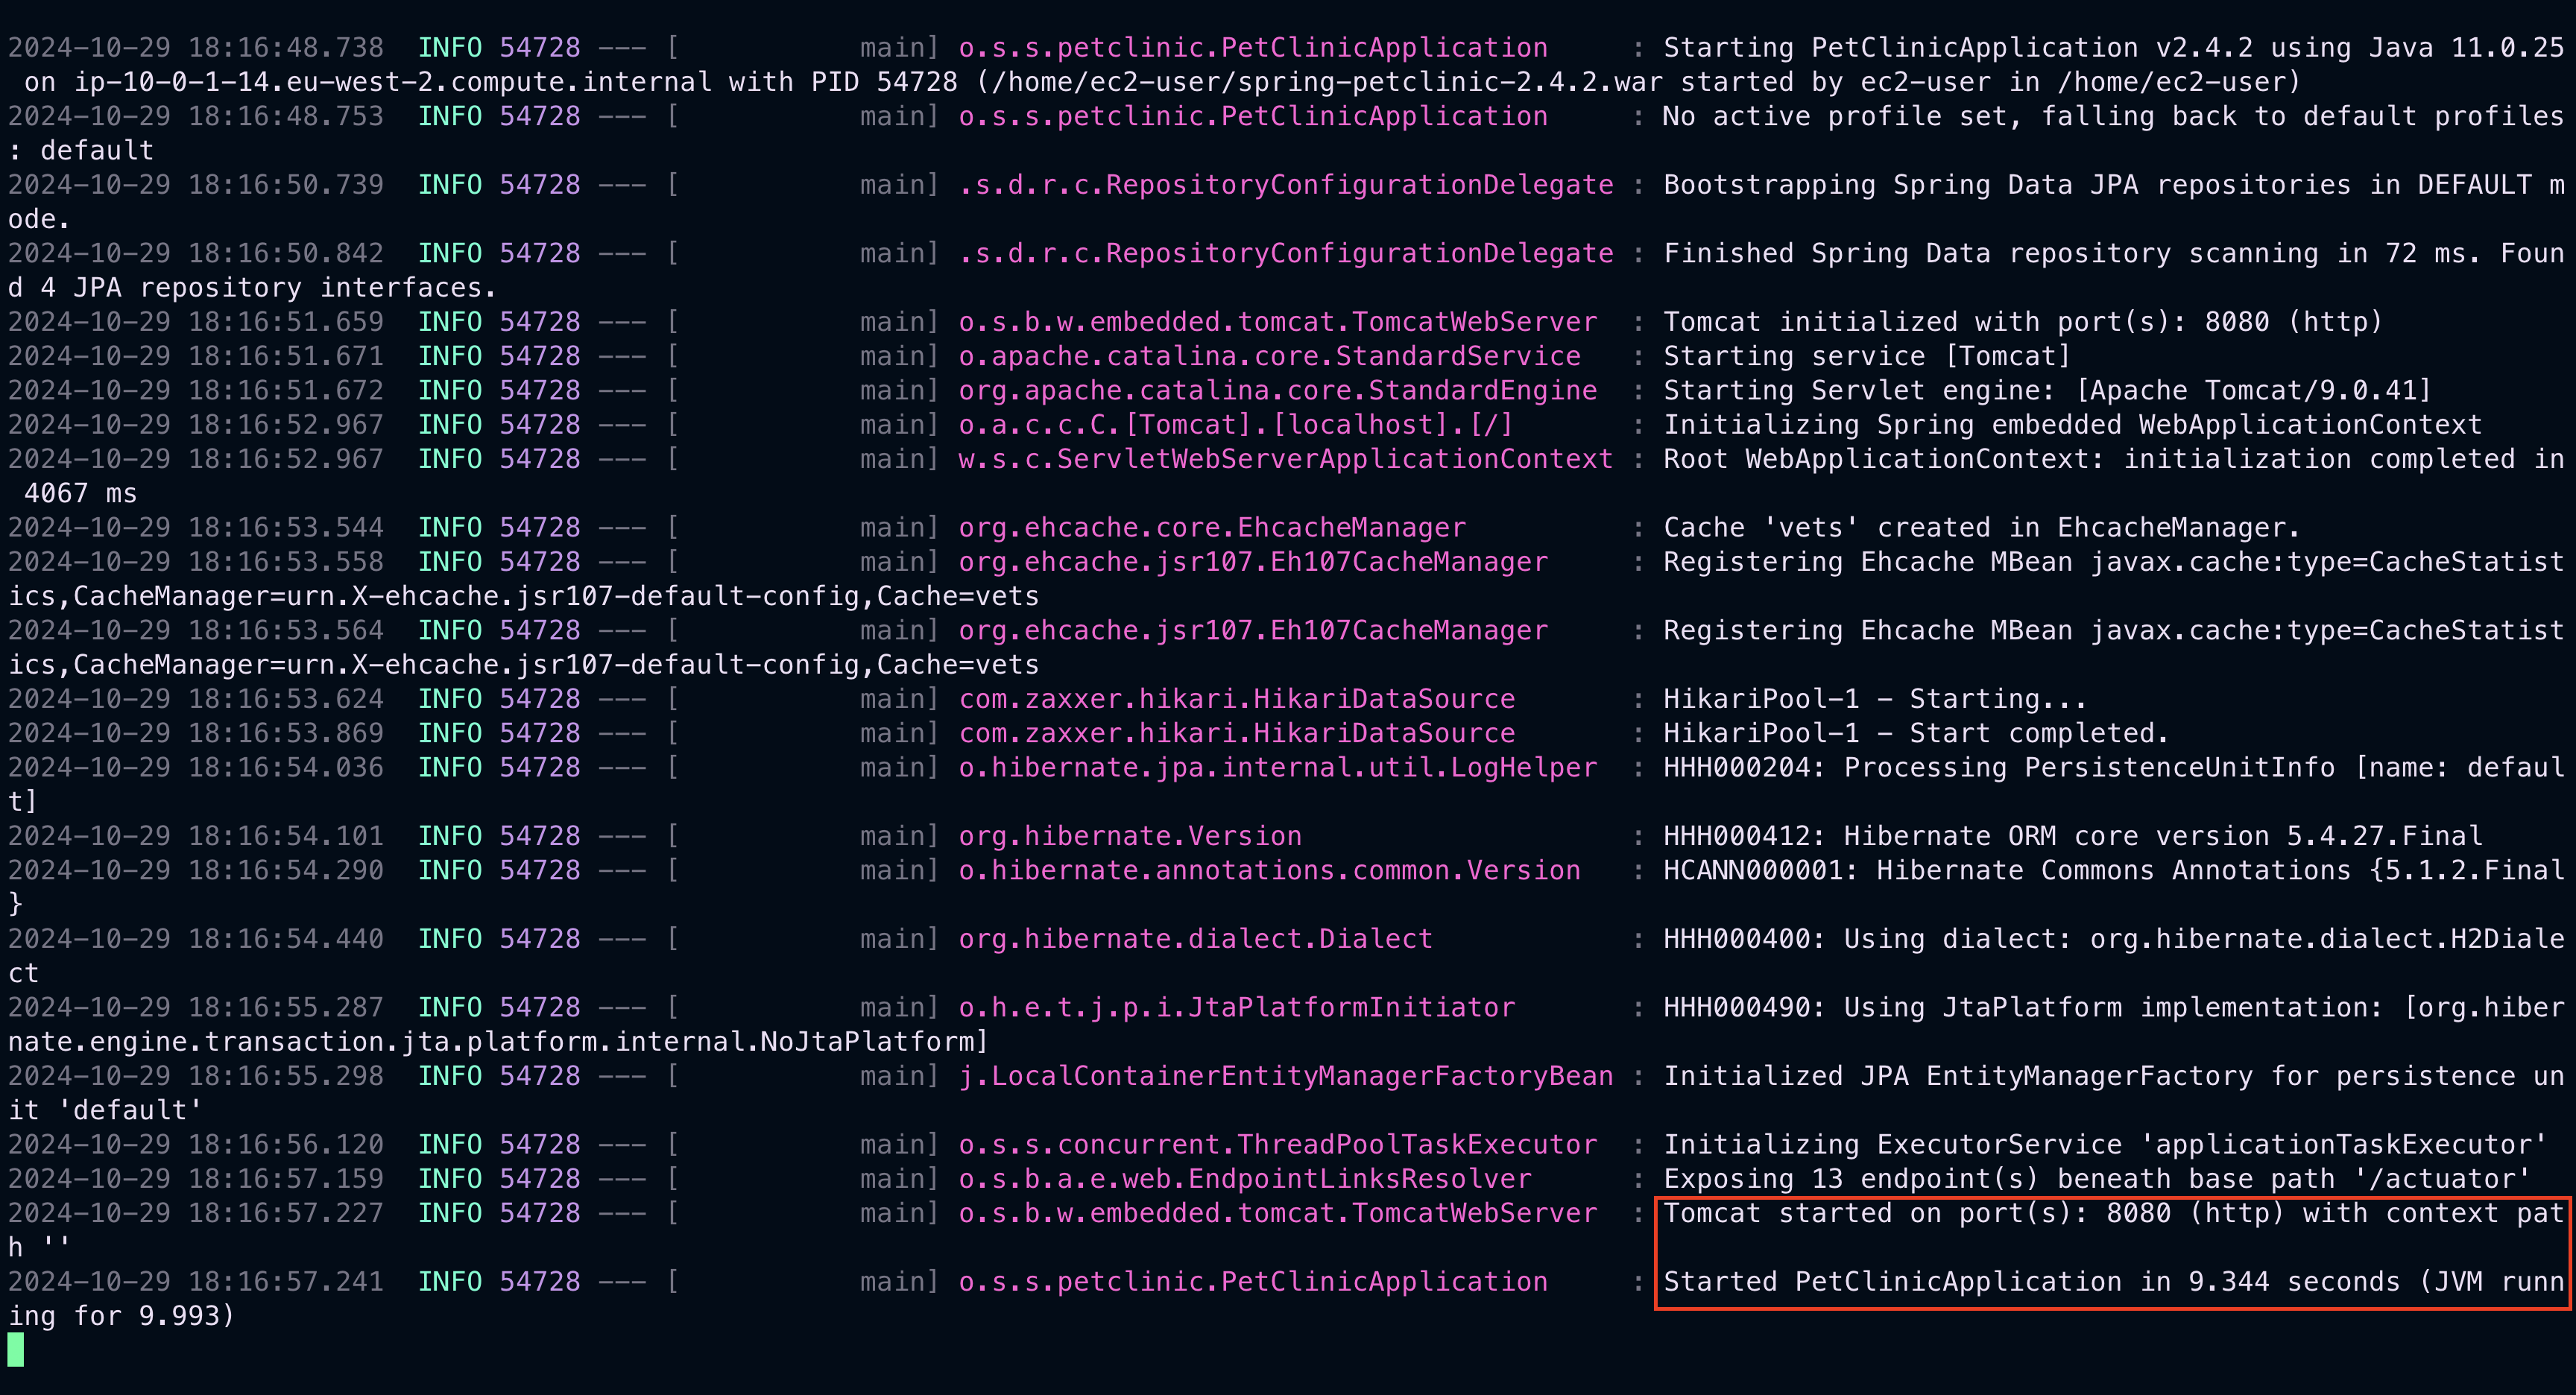 2024-10-29 18:16:48.738  INFO 54728 --- [           main] o.s.s.petclinic.PetClinicApplication     : Starting PetClinicApplication v2.4.2 using Java 11.0.25
 on ip-10-0-1-14.eu-west-2.compute.internal with PID 54728 (/home/ec2-user/spring-petclinic-2.4.2.war started by ec2-user in /home/ec2-user)
2024-10-29 18:16:48.753  INFO 54728 --- [           main] o.s.s.petclinic.PetClinicApplication     : No active profile set, falling back to default profiles
: default
2024-10-29 18:16:50.739  INFO 54728 --- [           main] .s.d.r.c.RepositoryConfigurationDelegate : Bootstrapping Spring Data JPA repositories in DEFAULT m
ode.
2024-10-29 18:16:50.842  INFO 54728 --- [           main] .s.d.r.c.RepositoryConfigurationDelegate : Finished Spring Data repository scanning in 72 ms. Foun
d 4 JPA repository interfaces.
2024-10-29 18:16:51.659  INFO 54728 --- [           main] o.s.b.w.embedded.tomcat.TomcatWebServer  : Tomcat initialized with port(s): 8080 (http)
2024-10-29 18:16:51.671  INFO 54728 --- [           main] o.apache.catalina.core.StandardService   : Starting service [Tomcat]
2024-10-29 18:16:51.672  INFO 54728 --- [           main] org.apache.catalina.core.StandardEngine  : Starting Servlet engine: [Apache Tomcat/9.0.41]
2024-10-29 18:16:52.967  INFO 54728 --- [           main] o.a.c.c.C.[Tomcat].[localhost].[/]       : Initializing Spring embedded WebApplicationContext
2024-10-29 18:16:52.967  INFO 54728 --- [           main] w.s.c.ServletWebServerApplicationContext : Root WebApplicationContext: initialization completed in
 4067 ms
2024-10-29 18:16:53.544  INFO 54728 --- [           main] org.ehcache.core.EhcacheManager          : Cache 'vets' created in EhcacheManager.
2024-10-29 18:16:53.558  INFO 54728 --- [           main] org.ehcache.jsr107.Eh107CacheManager     : Registering Ehcache MBean javax.cache:type=CacheStatist
ics,CacheManager=urn.X-ehcache.jsr107-default-config,Cache=vets
2024-10-29 18:16:53.564  INFO 54728 --- [           main] org.ehcache.jsr107.Eh107CacheManager     : Registering Ehcache MBean javax.cache:type=CacheStatist
ics,CacheManager=urn.X-ehcache.jsr107-default-config,Cache=vets
2024-10-29 18:16:53.624  INFO 54728 --- [           main] com.zaxxer.hikari.HikariDataSource       : HikariPool-1 - Starting...
2024-10-29 18:16:53.869  INFO 54728 --- [           main] com.zaxxer.hikari.HikariDataSource       : HikariPool-1 - Start completed.
2024-10-29 18:16:54.036  INFO 54728 --- [           main] o.hibernate.jpa.internal.util.LogHelper  : HHH000204: Processing PersistenceUnitInfo [name: defaul
t]
2024-10-29 18:16:54.101  INFO 54728 --- [           main] org.hibernate.Version                    : HHH000412: Hibernate ORM core version 5.4.27.Final
2024-10-29 18:16:54.290  INFO 54728 --- [           main] o.hibernate.annotations.common.Version   : HCANN000001: Hibernate Commons Annotations {5.1.2.Final
}
2024-10-29 18:16:54.440  INFO 54728 --- [           main] org.hibernate.dialect.Dialect            : HHH000400: Using dialect: org.hibernate.dialect.H2Diale
ct
2024-10-29 18:16:55.287  INFO 54728 --- [           main] o.h.e.t.j.p.i.JtaPlatformInitiator       : HHH000490: Using JtaPlatform implementation: [org.hiber
nate.engine.transaction.jta.platform.internal.NoJtaPlatform]
2024-10-29 18:16:55.298  INFO 54728 --- [           main] j.LocalContainerEntityManagerFactoryBean : Initialized JPA EntityManagerFactory for persistence un
it 'default'
2024-10-29 18:16:56.120  INFO 54728 --- [           main] o.s.s.concurrent.ThreadPoolTaskExecutor  : Initializing ExecutorService 'applicationTaskExecutor'
2024-10-29 18:16:57.159  INFO 54728 --- [           main] o.s.b.a.e.web.EndpointLinksResolver      : Exposing 13 endpoint(s) beneath base path '/actuator'
2024-10-29 18:16:57.227  INFO 54728 --- [           main] o.s.b.w.embedded.tomcat.TomcatWebServer  : Tomcat started on port(s): 8080 (http) with context pat
h ''
2024-10-29 18:16:57.241  INFO 54728 --- [           main] o.s.s.petclinic.PetClinicApplication     : Started PetClinicApplication in 9.344 seconds (JVM runn
ing for 9.993)